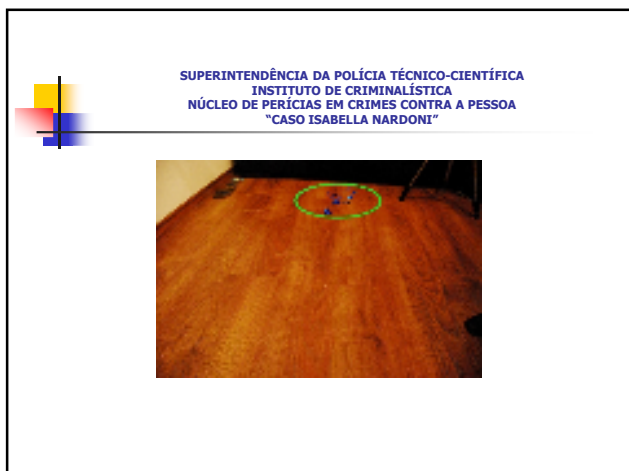 SUPERINTENDÊNCIA DA POLÍCIA TÉCNICO-CIENTÍFICA
INSTITUTO DE CRIMINALÍSTICA
NÚCLEO DE PERÍCIAS EM CRIMES CONTRA A PESSOA
“CASO ISABELLA NARDONI”